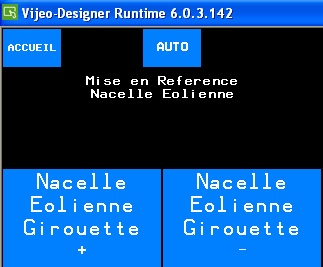 Vijeo-Designer Runtime 6.0.3.142
ACCUEIL
AUTO
Mise en Reference
Nacelle Eolienne
Nacelle
Eolienne
Girouette
+
Nacelle
Eolienne
Girouette
-